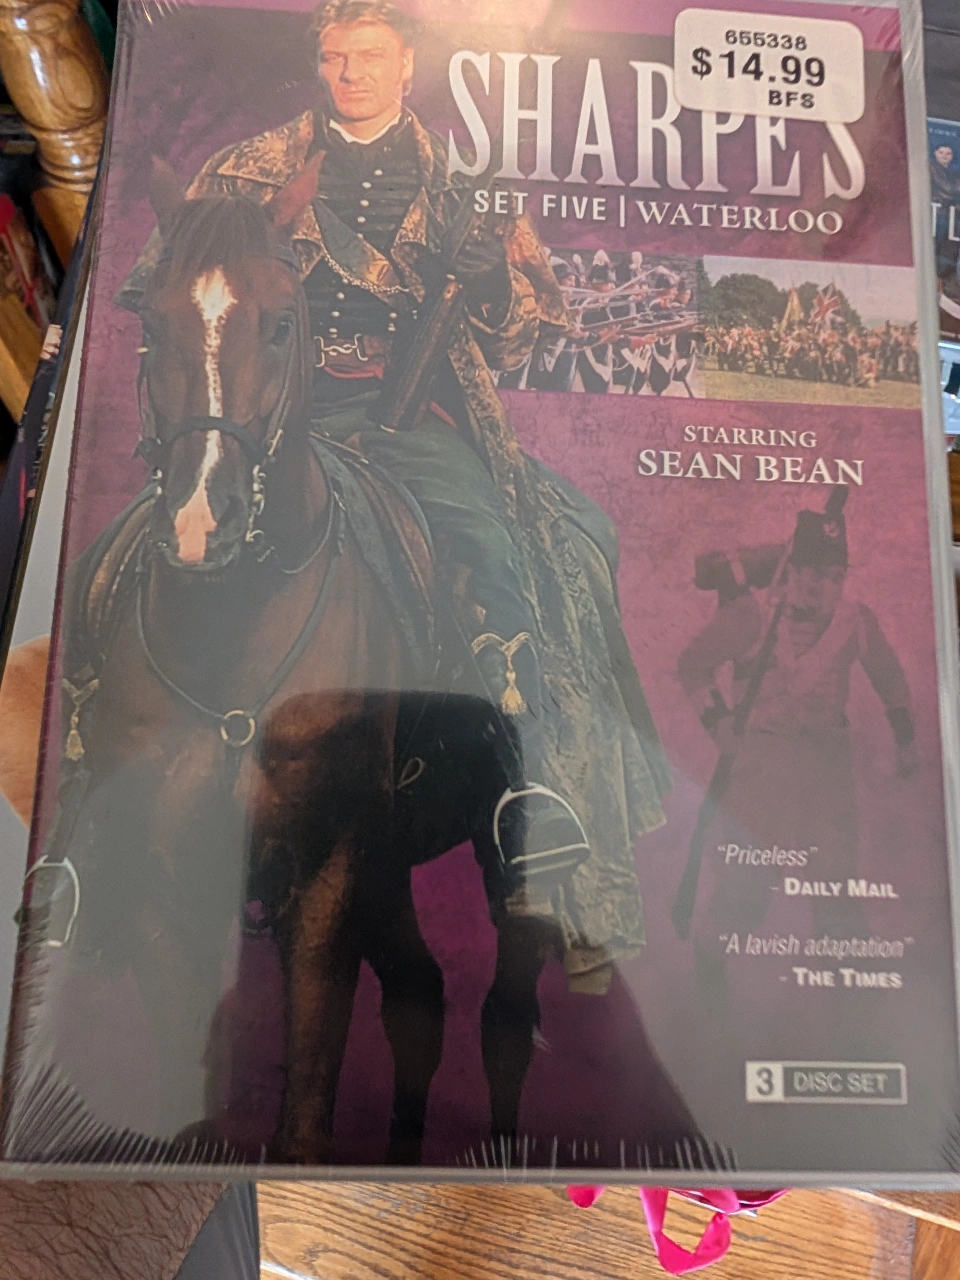 655338
$14.99
BFS
SHARPE'S
SET FIVE | WATERLOO
STARRING
SEAN BEAN
"Priceless"
- DAILY MAIL
"A lavish adaptation"
- THE TIMES
3 DISC SET